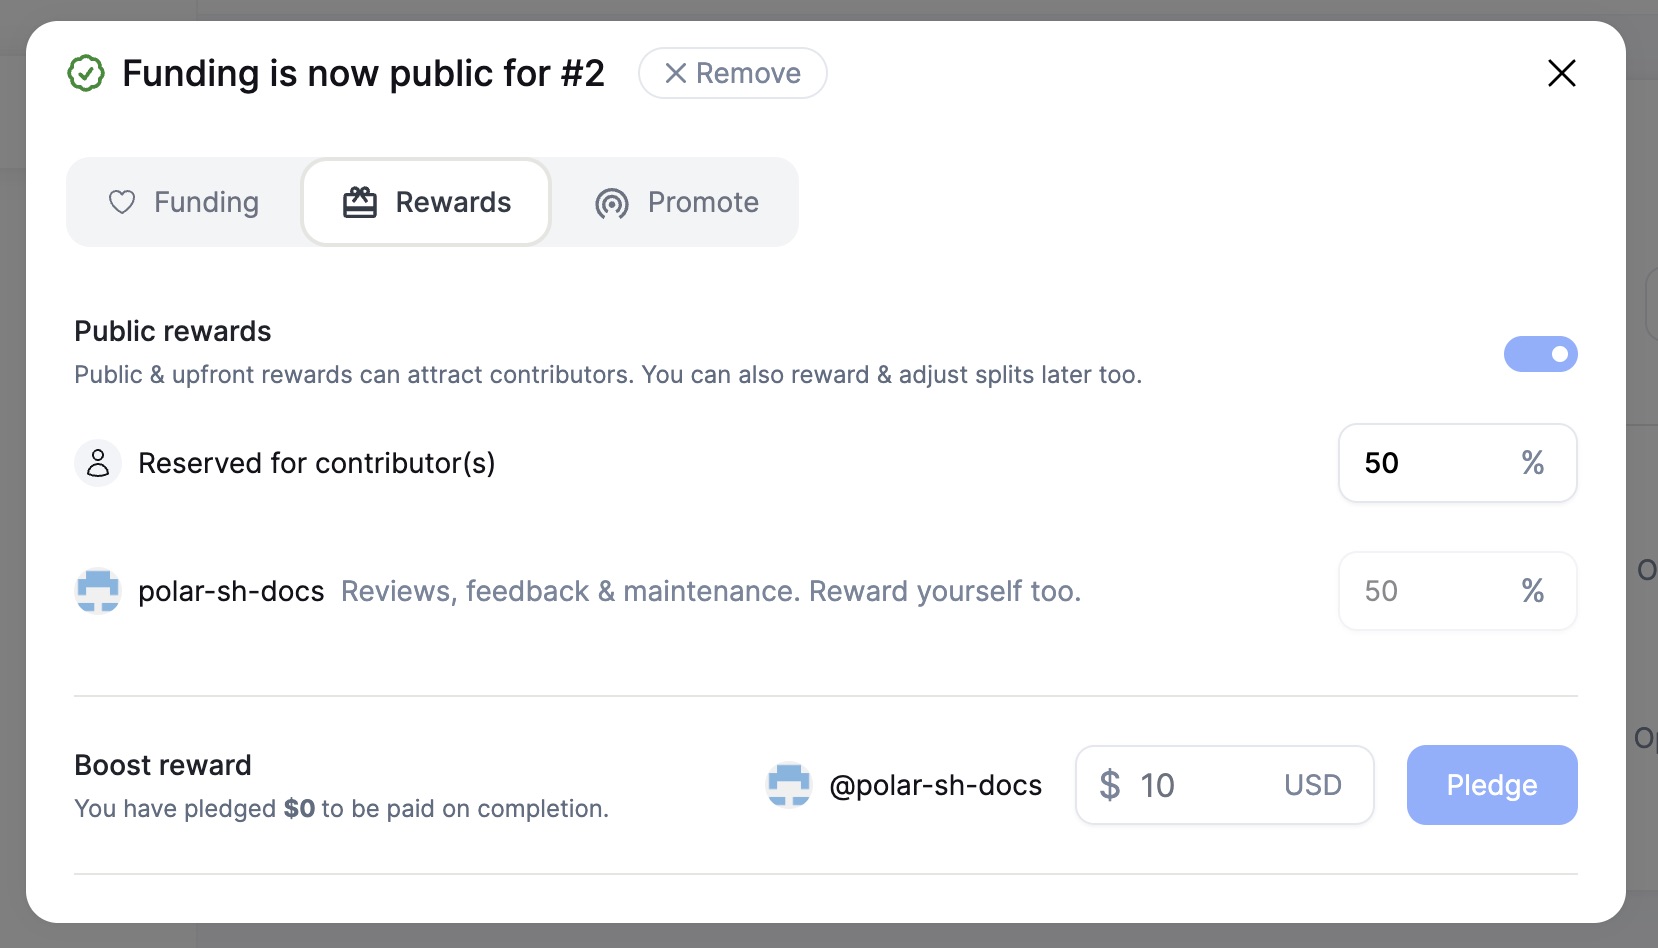 Funding is now public for #2
Remove
Funding
Rewards
Promote
Public rewards
Public & upfront rewards can attract contributors. You can also reward & adjust splits later too.
Reserved for contributor(s)
50 %
polar-sh-docs Reviews, feedback & maintenance. Reward yourself too.
50 %
Boost reward
You have pledged $0 to be paid on completion.
@polar-sh-docs
$ 10 USD
Pledge